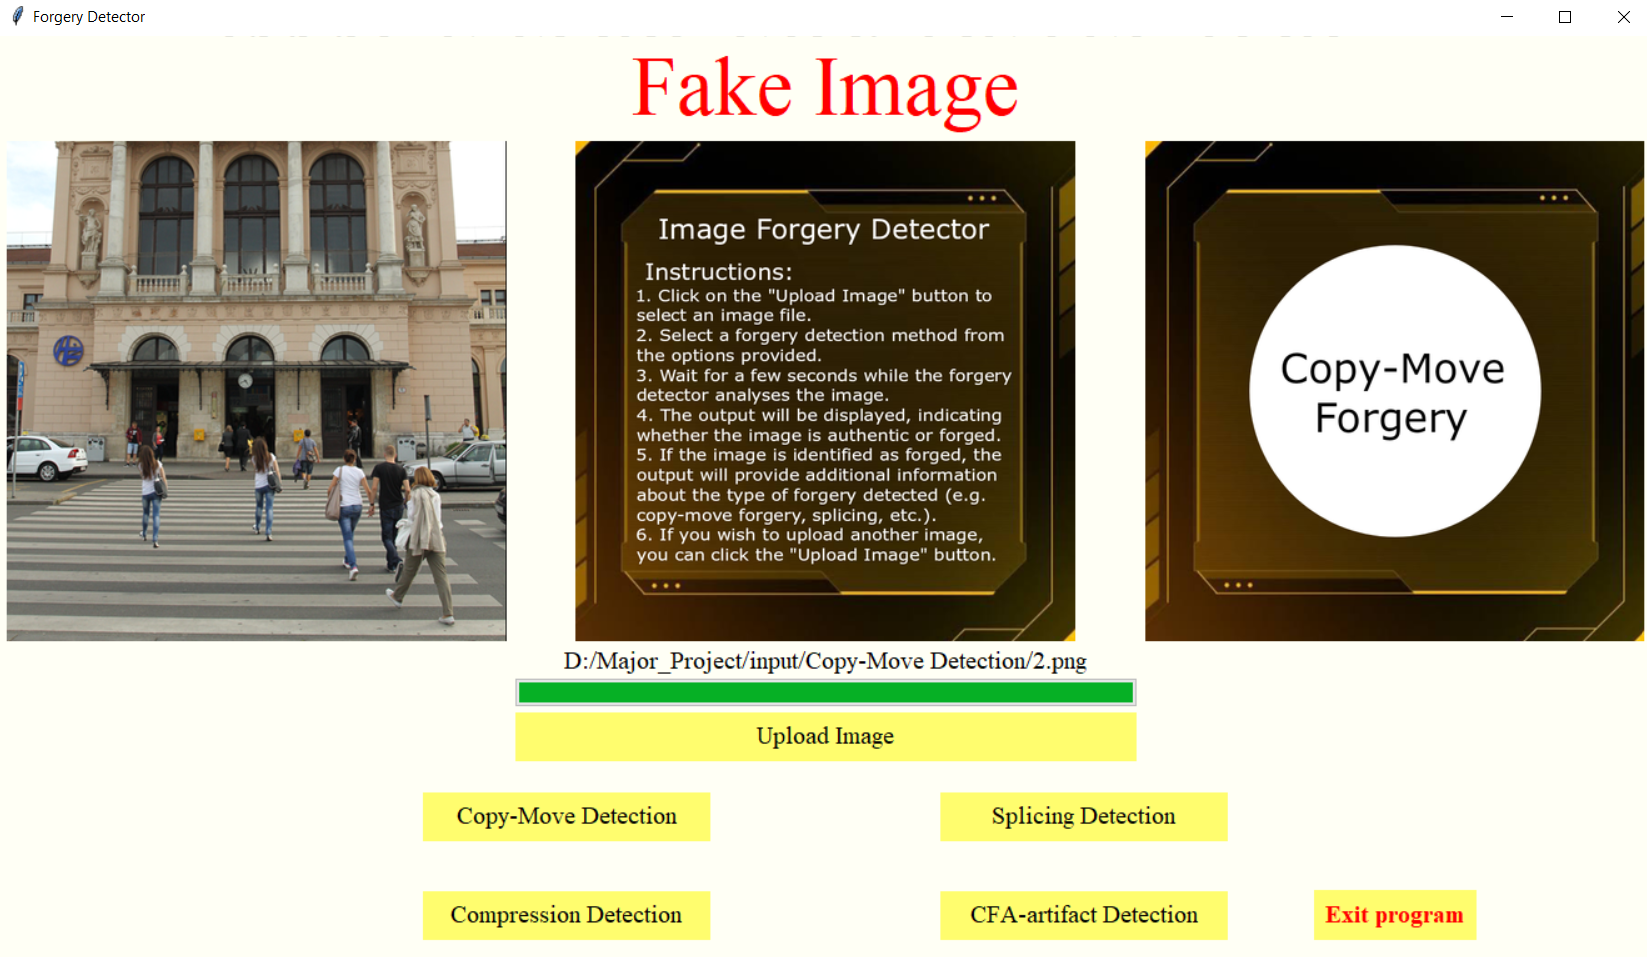 Forgery Detector
Fake Image
Image Forgery Detector
Instructions:
1. Click on the "Upload Image" button to
select an image file.
2. Select a forgery detection method from
the options provided.
3. Wait for a few seconds while the forgery
detector analyses the image.
4. The output will be displayed, indicating
whether the image is authentic or forged.
5. If the image is identified as forged, the
output will provide additional information
about the type of forgery detected (e.g.
copy-move forgery, splicing, etc.).
6. If you wish to upload another image,
you can click the "Upload Image" button.
Copy-Move
Forgery
D:/Major_Project/input/Copy-Move Detection/2.png
Upload Image
Copy-Move Detection
Splicing Detection
Compression Detection
CFA-artifact Detection
Exit program